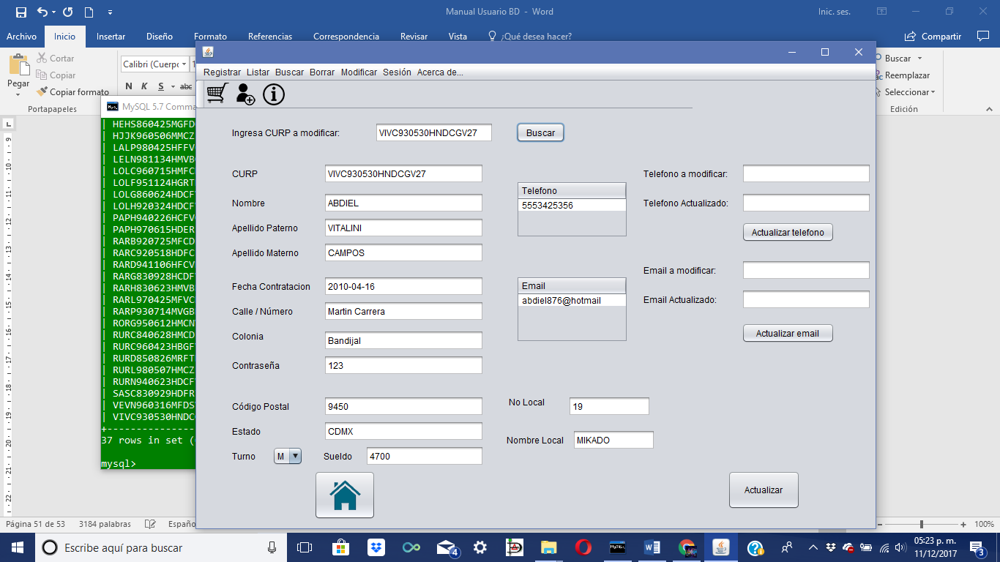 Manual Usuario BD - Word
Inic. ses.
Archivo Inicio Insertar Diseño Formato Referencias Correspondencia Revisar Vista ¿Qué desea hacer? Compartir
Pegar
Cortar
Copiar
Copiar formato
Portapapeles
Calibri (Cuerpo
N K S abc
Buscar
Reemplazar
Seleccionar
Edición
MySQL 5.7 Comma
HEHS860425MGFD
HJJK960506MMCZ
LALP980425HFFV
LELN981134HMVB
LOLC960715HMFC
LOLF951124HGRT
LOLG860624HDCF
LOLH920324HDCF
PAPH940226HCFV
PAPH970615HDER
RARB920725MFCD
RARC920518HDFC
RARD941106HFCV
RARG830928HCDF
RARH830623HMVB
RARL970425MFVC
RARP930714MVGB
RORG950612HMCN
RURC840628HMCD
RURC960423HBGF
RURD850826MRFT
RURL980507HMCZ
RURN940623HDCF
SASC830929HDFR
VEVN960316MFDS
VIVC930530HNDC
37 rows in set (
mysql>
Registrar Listar Buscar Borrar Modificar Sesión Acerca de...
Ingresa CURP a modificar: VIVC930530HNDCGV27 Buscar
CURP VIVC930530HNDCGV27
Nombre ABDIEL
Apellido Paterno VITALINI
Apellido Materno CAMPOS
Fecha Contratacion 2010-04-16
Calle / Número Martin Carrera
Colonia Bandijal
Contraseña 123
Código Postal 9450
Estado CDMX
Turno M Sueldo 4700
Telefono
5553425356
Email
abdiel876@hotmail
No Local 19
Nombre Local MIKADO
Telefono a modificar:
Telefono Actualizado:
Actualizar telefono
Email a modificar:
Email Actualizado:
Actualizar email
Actualizar
Página 51 de 53 3184 palabras Españo
100%
Escribe aquí para buscar
4
05:23 p. m.
11/12/2017
3